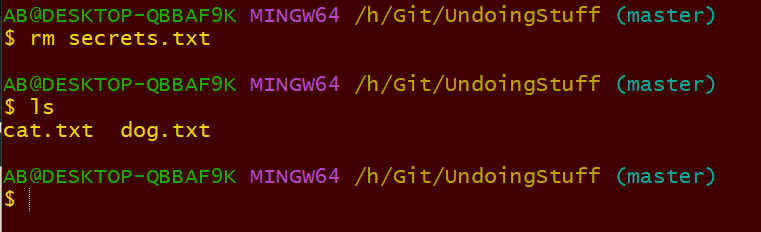 AB@DESKTOP-QBBAF9K MINGW64 /h/Git/UndoingStuff (master)
$ rm secrets.txt
AB@DESKTOP-QBBAF9K MINGW64 /h/Git/UndoingStuff (master)
$ ls
cat.txt  dog.txt
AB@DESKTOP-QBBAF9K MINGW64 /h/Git/UndoingStuff (master)
$